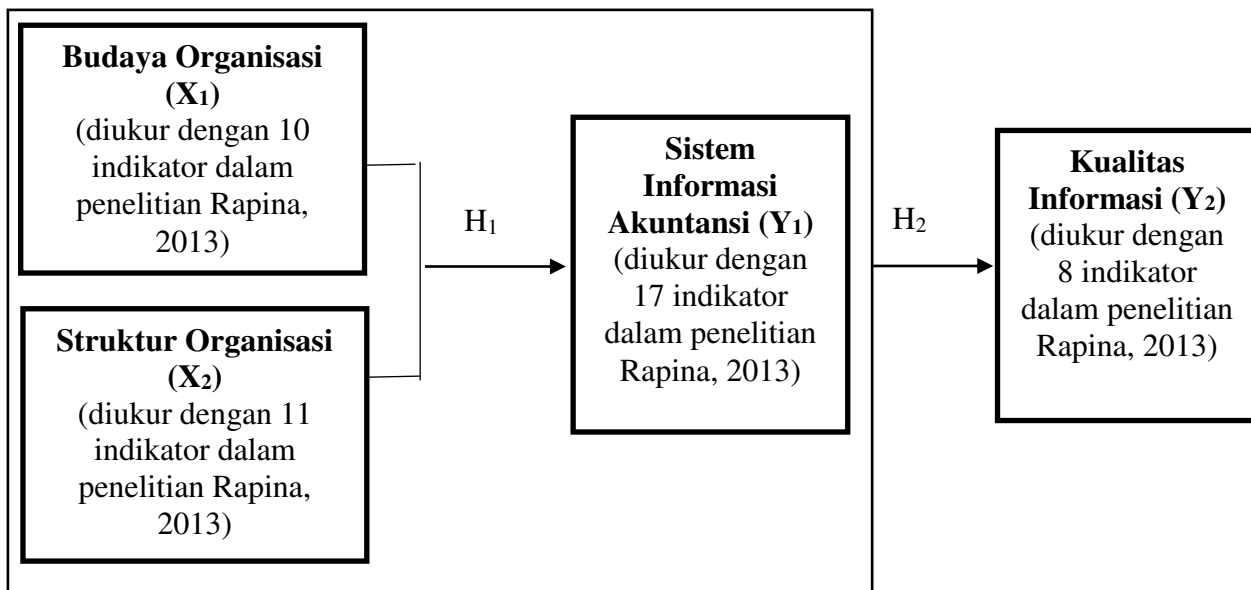 Budaya Organisasi
(X1)
(diukur dengan 10
indikator dalam
penelitian Rapina,
2013)
Struktur Organisasi
(X2)
(diukur dengan 11
indikator dalam
penelitian Rapina,
2013)
H1
Sistem
Informasi
Akuntansi (Y1)
(diukur dengan
17 indikator
dalam penelitian
Rapina, 2013)
H2
Kualitas
Informasi (Y2)
(diukur dengan
8 indikator
dalam penelitian
Rapina, 2013)